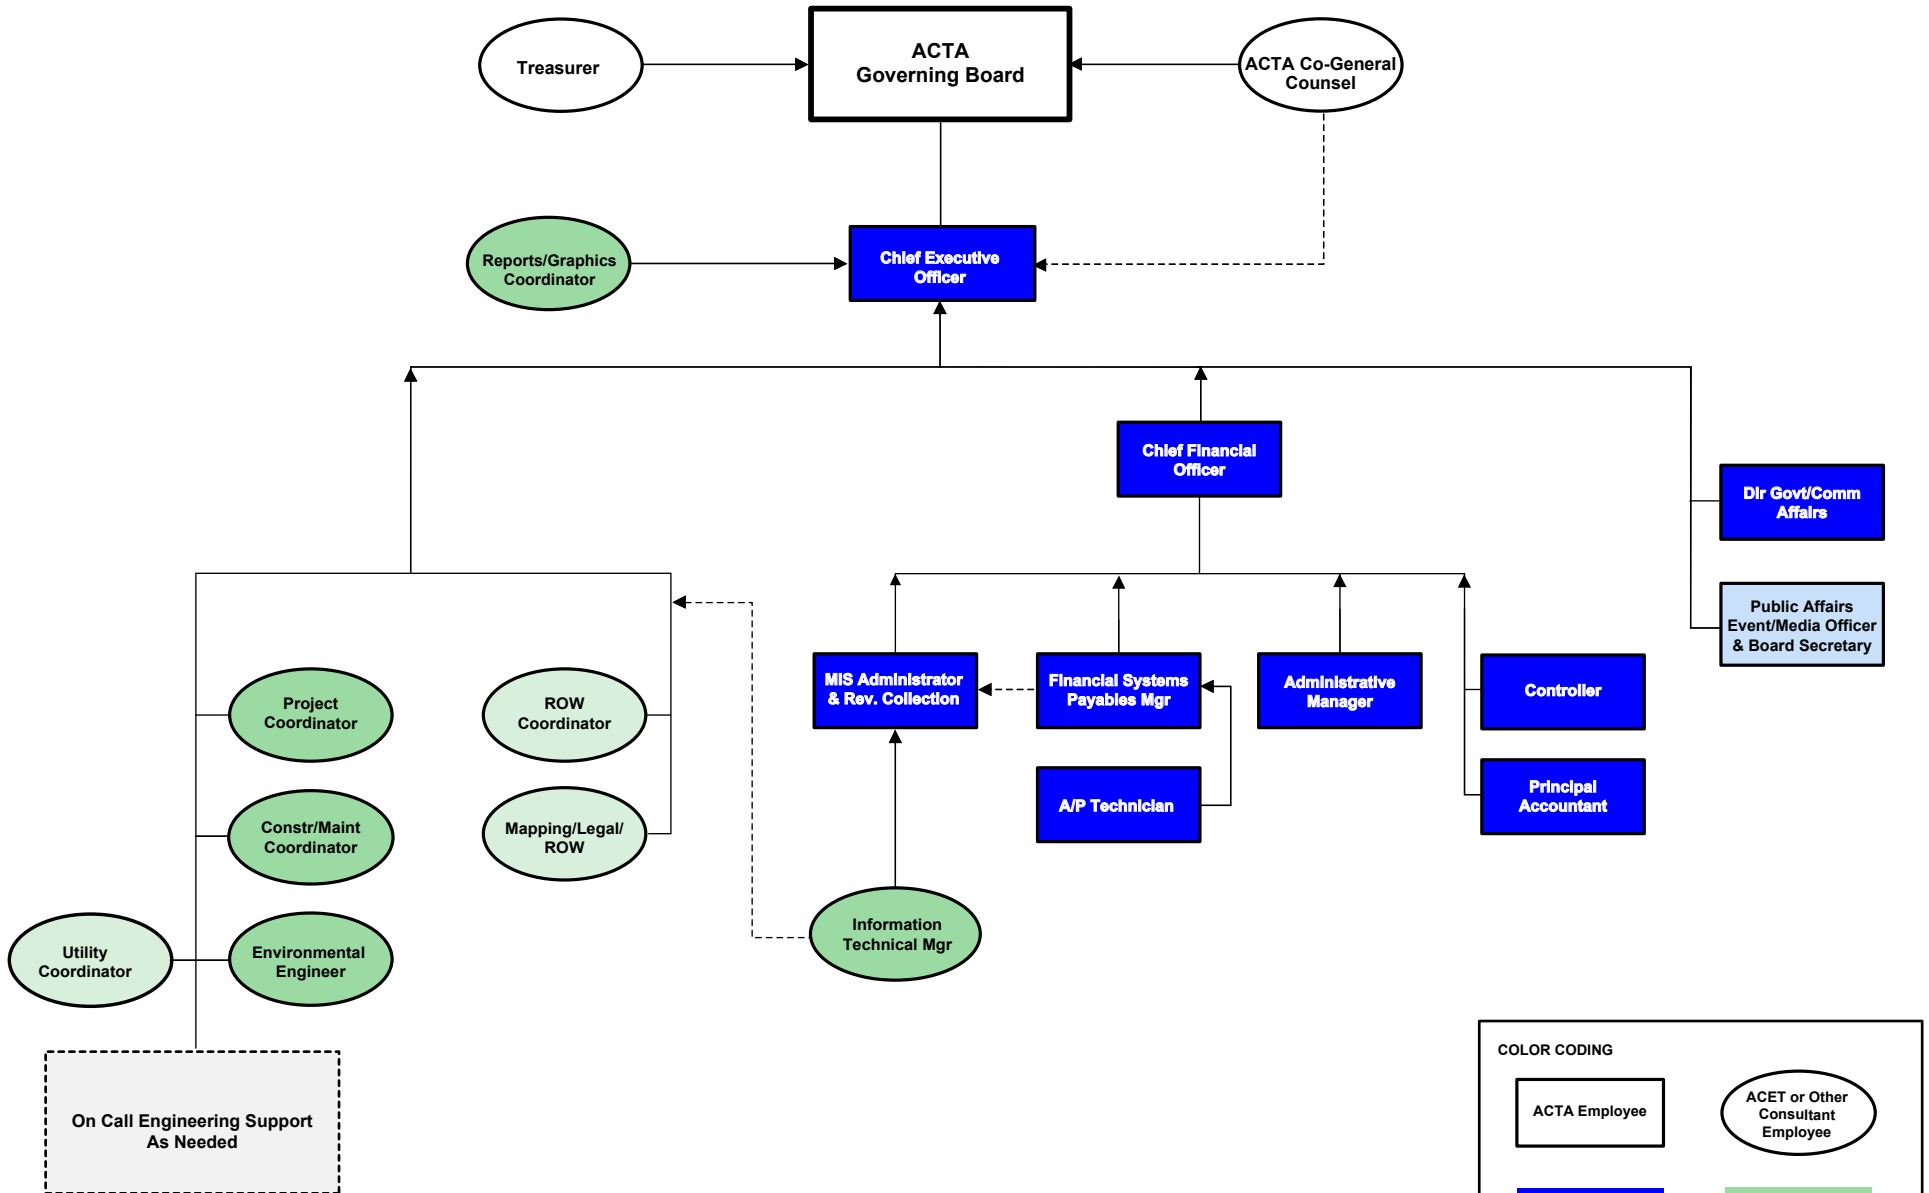 Treasurer
ACTA
Governing Board
ACTA Co-General
Counsel
Reports/Graphics
Coordinator
Chief Executive
Officer
Chief Financial
Officer
Dir Govt/Comm
Affairs
Public Affairs
Event/Media Officer
& Board Secretary
Project
Coordinator
ROW
Coordinator
MIS Administrator
& Rev. Collection
Financial Systems
Payables Mgr
Administrative
Manager
Controller
Constr/Maint
Coordinator
Mapping/Legal/
ROW
A/P Technician
Principal
Accountant
Utility
Coordinator
Environmental
Engineer
Information
Technical Mgr
On Call Engineering Support
As Needed
COLOR CODING
ACTA Employee
ACET or Other
Consultant
Employee